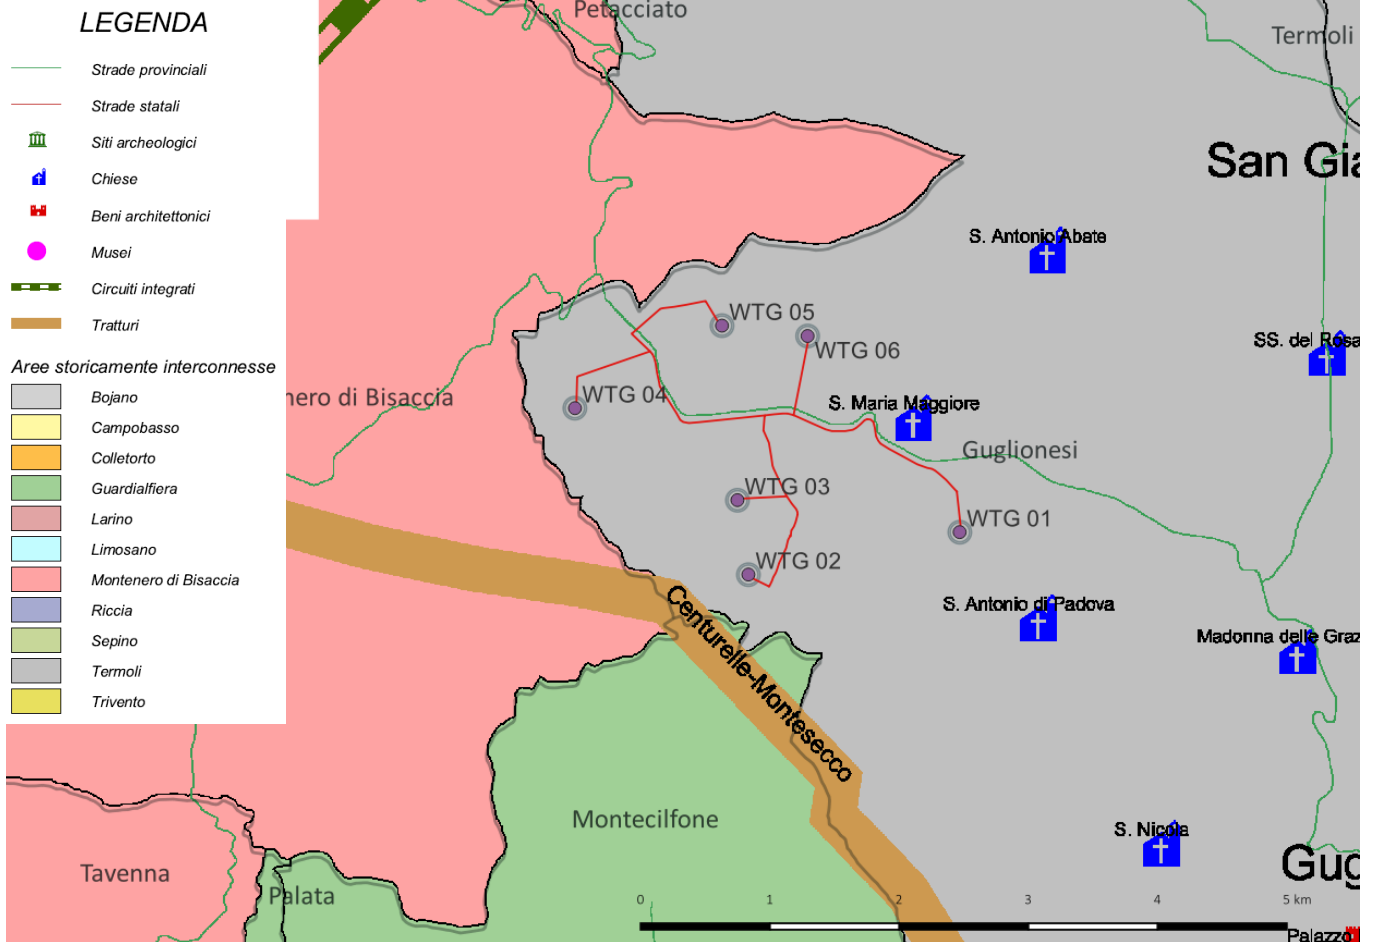 LEGENDA
Strade provinciali
Strade statali
Siti archeologici
Chiese
Beni architettonici
Musei
Circuiti integrati
Tratturi
Aree storicamente interconnesse
Bojano
Campobasso
Colletorto
Guardialfiera
Larino
Limosano
Montenero di Bisaccia
Riccia
Sepino
Termoli
Trivento
Petacciato
Termoli
San Gia
S. Antonio Abate
WTG 05
SS. del Rosa
WTG 06
WTG 04
nero di Bisaccia
S. Maria Maggiore
Guglionesi
WTG 03
WTG 01
WTG 02
S. Antonio di Padova
Centurelle-Montesecco
Madonna delle Graz
Montecilfone
S. Nicola
Tavenna
Gug
Palata
0 1 2 3 4 5 km
Palazzo